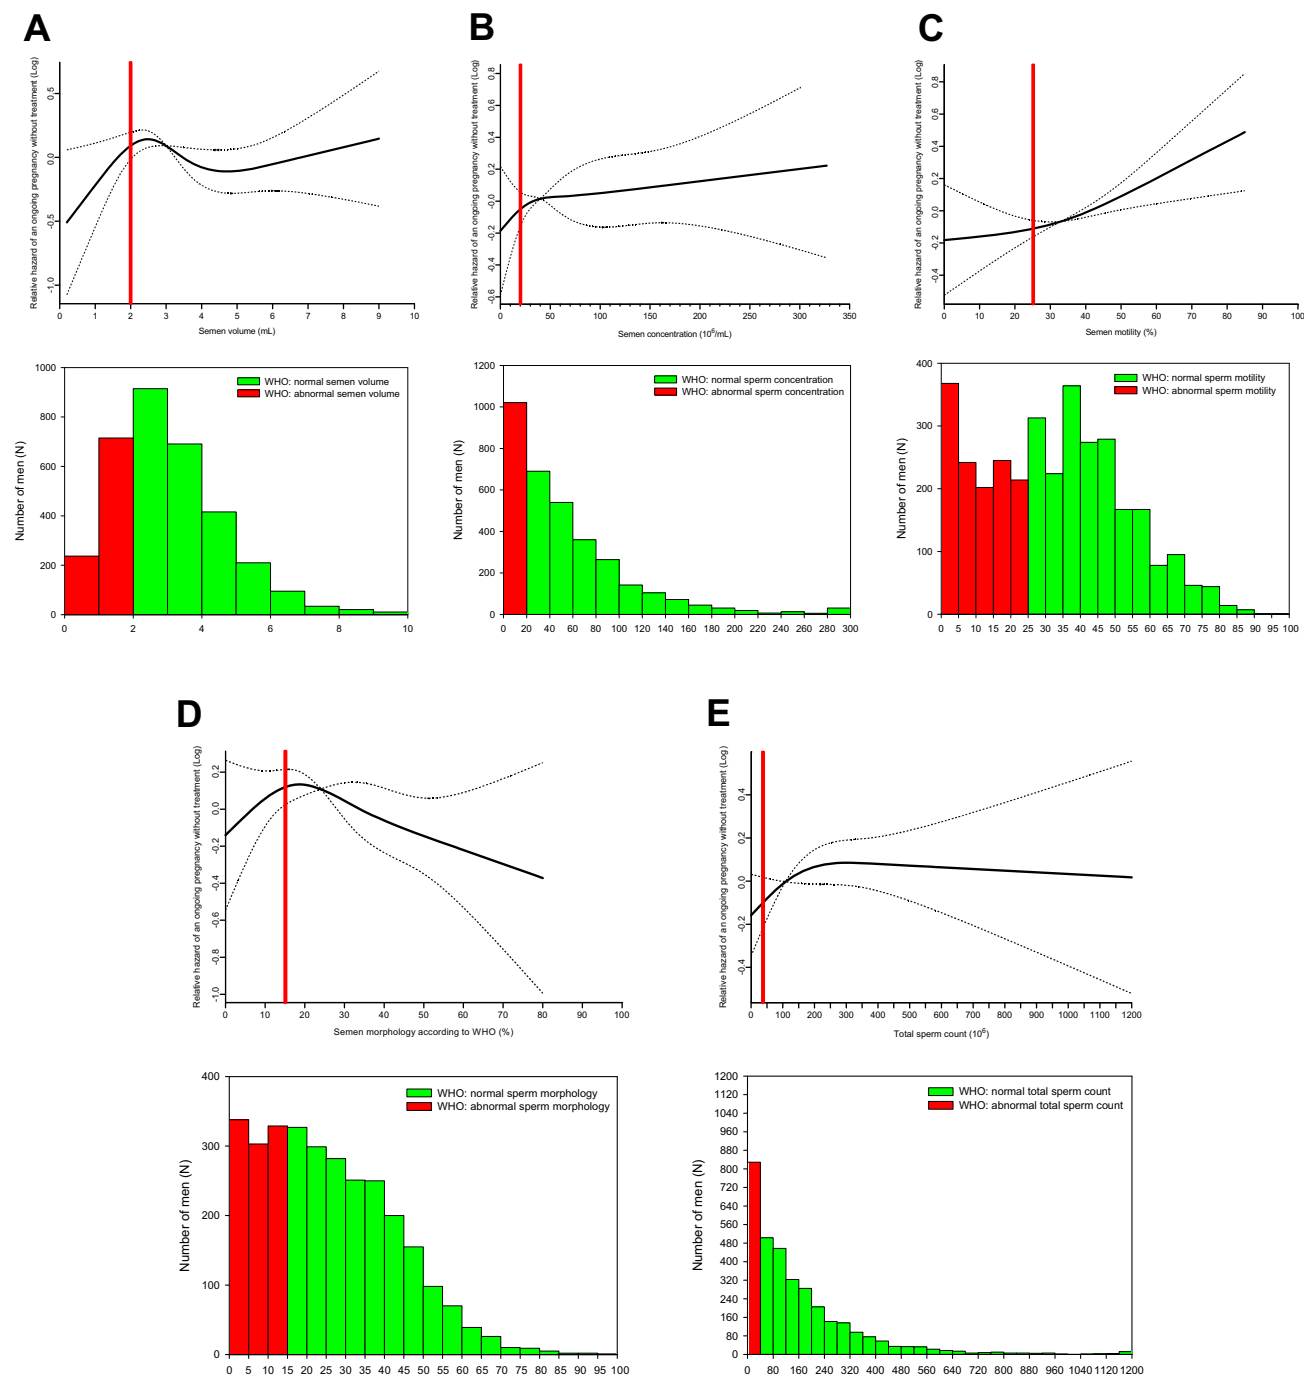 A
B
C
Relative hazard of an ongoing pregnancy without treatment (Log)
0.5
0.0
-0.5
-1.0
0 1 2 3 4 5 6 7 8 9 10
Semen volume (mL)
Relative hazard of an ongoing pregnancy without treatment (Log)
0.8
0.6
0.4
0.2
-0.0
-0.2
-0.4
-0.6
0 50 100 150 200 250 300 350
Semen concentration (10⁶/mL)
Relative hazard of an ongoing pregnancy without treatment (Log)
0.8
0.6
0.4
0.2
0.0
-0.2
-0.4
0 10 20 30 40 50 60 70 80 90 100
Semen motility (%)
Number of men (N)
1000
800
600
400
200
0
WHO: normal semen volume
WHO: abnormal semen volume
0 2 4 6 8 10
Number of men (N)
1200
1000
800
600
400
200
0
WHO: normal sperm concentration
WHO: abnormal sperm concentration
0 20 40 60 80 100 120 140 160 180 200 220 240 260 280 300
Number of men (N)
400
300
200
100
0
WHO: normal sperm motility
WHO: abnormal sperm motility
0 5 10 15 20 25 30 35 40 45 50 55 60 65 70 75 80 85 90 95 100
D
E
Relative hazard of an ongoing pregnancy without treatment (Log)
0.2
0.0
-0.2
-0.4
-0.6
-0.8
-1.0
0 10 20 30 40 50 60 70 80 90 100
Semen morphology according to WHO (%)
Relative hazard of an ongoing pregnancy without treatment (Log)
0.4
0.2
0.0
-0.2
-0.4
0 100 200 300 400 500 600 700 800 900 1000 1100 1200
Total sperm count (10⁶)
Number of men (N)
400
300
200
100
0
WHO: normal sperm morphology
WHO: abnormal sperm morphology
0 5 10 15 20 25 30 35 40 45 50 55 60 65 70 75 80 85 90 95 100
Number of men (N)
1200
1120
1040
960
880
800
720
640
560
480
400
320
240
160
80
0
WHO: normal total sperm count
WHO: abnormal total sperm count
0 80 160 240 320 400 480 560 640 720 800 880 960 1040 1120 1200